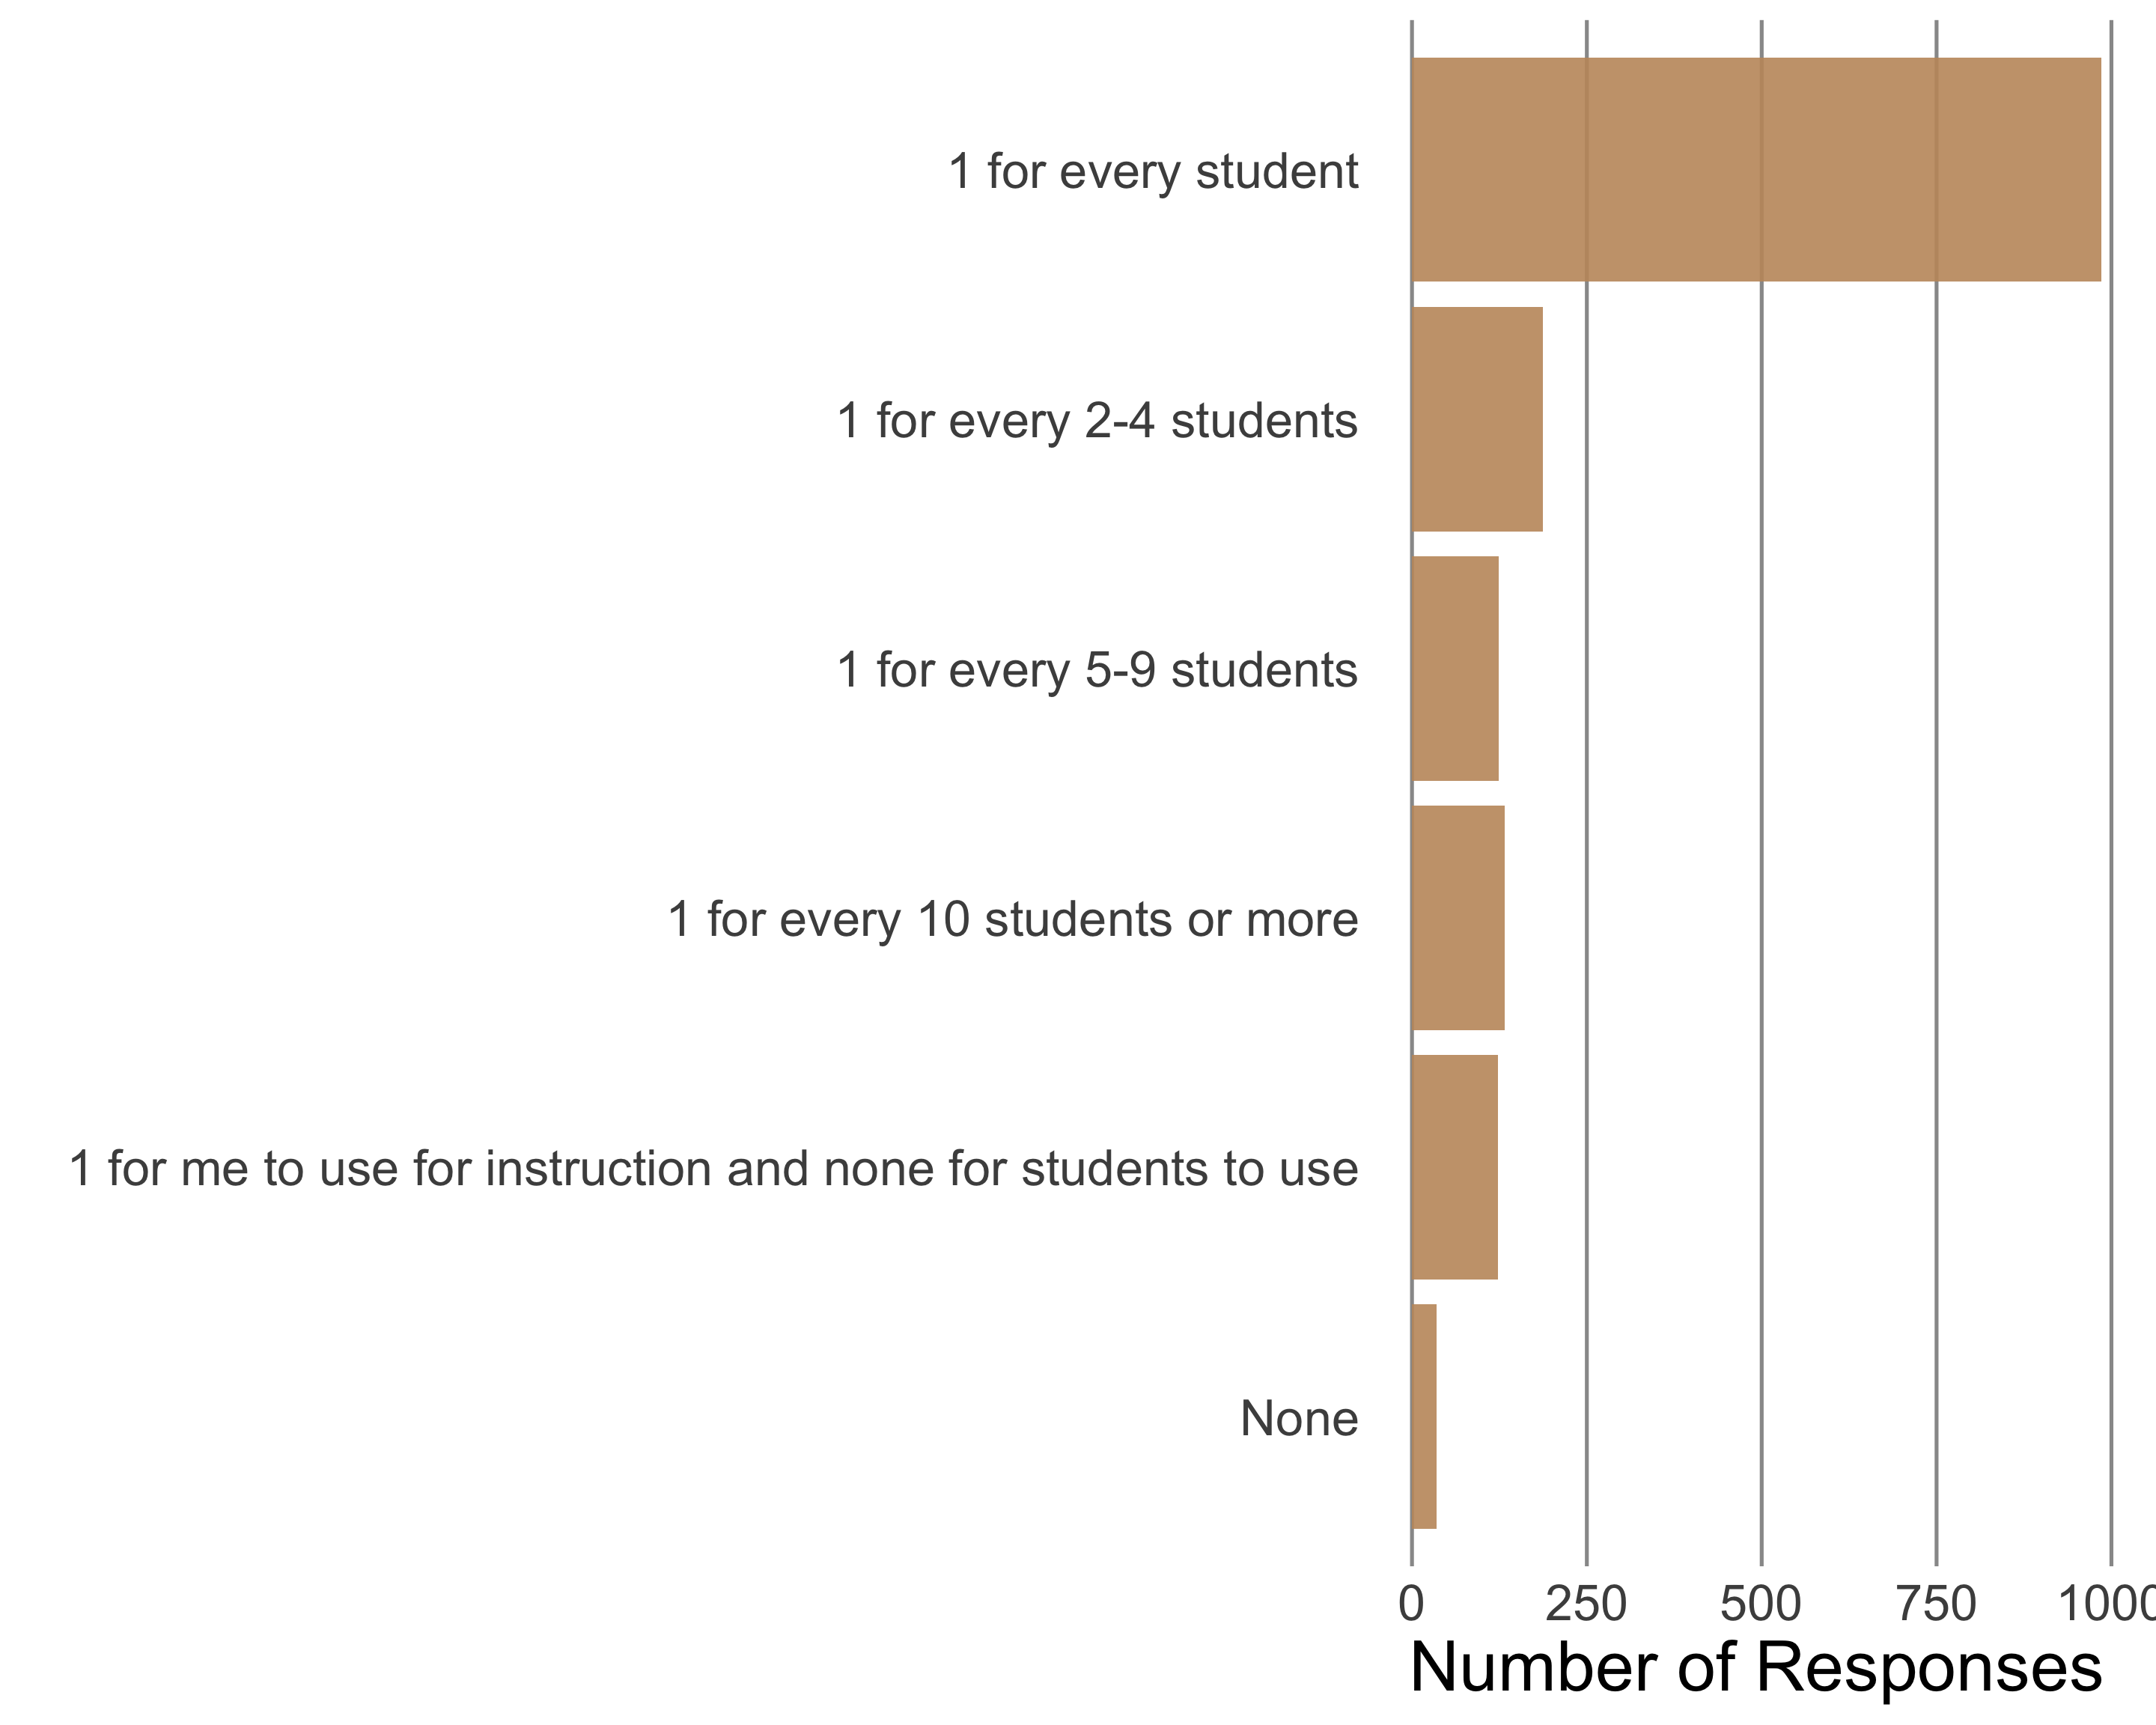 1 for every student
1 for every 2-4 students
1 for every 5-9 students
1 for every 10 students or more
1 for me to use for instruction and none for students to use
None
0 250 500 750 1000
Number of Responses